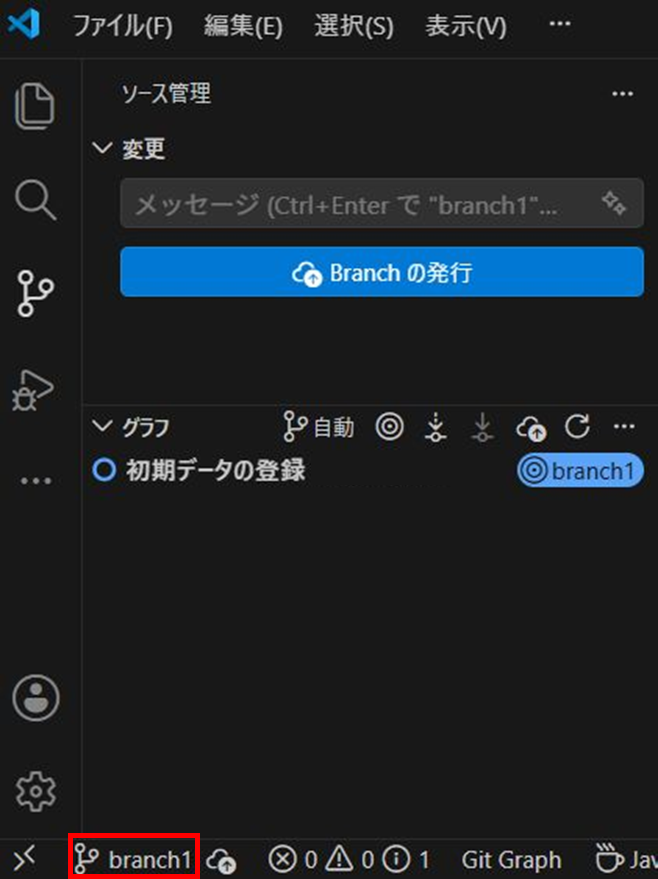 ファイル(F) 編集(E) 選択(S) 表示(V) ...
ソース管理 ...
変更
メッセージ (Ctrl+Enter で "branch1"...
Branch の発行
グラフ 自動 ...
初期データの登録 branch1
branch1 0 0 1 Git Graph Jav